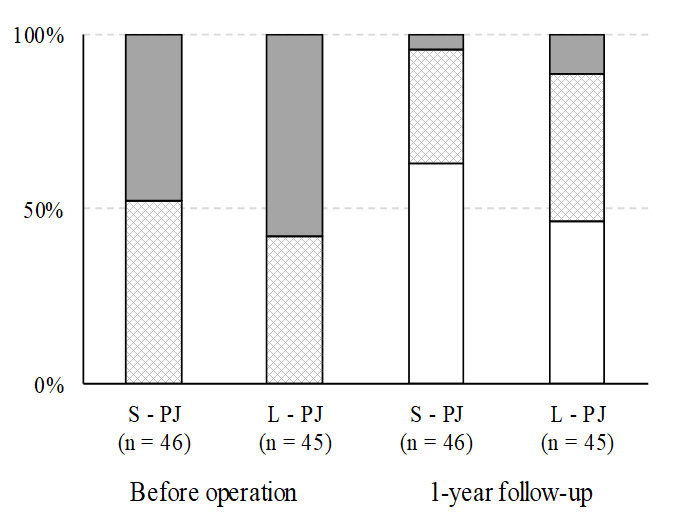 100%
50%
0%
S - PJ
(n = 46)
L - PJ
(n = 45)
S - PJ
(n = 46)
L - PJ
(n = 45)
Before operation
1-year follow-up